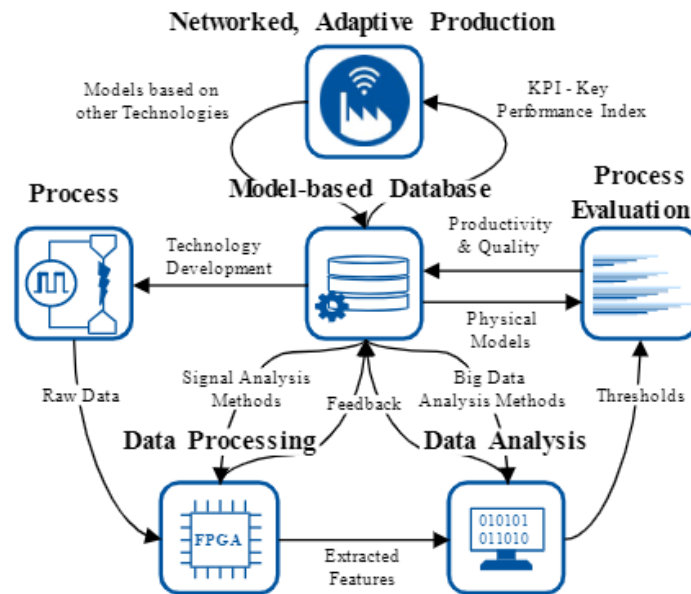 Networked, Adaptive Production
Models based on
other Technologies
KPI - Key
Performance Index
Process
Model-based Database
Process
Evaluation
Technology
Development
Productivity
& Quality
Physical
Models
Raw Data
Signal Analysis
Methods
Feedback
Big Data
Analysis Methods
Thresholds
Data Processing
Data Analysis
FPGA
010101
011010
Extracted
Features